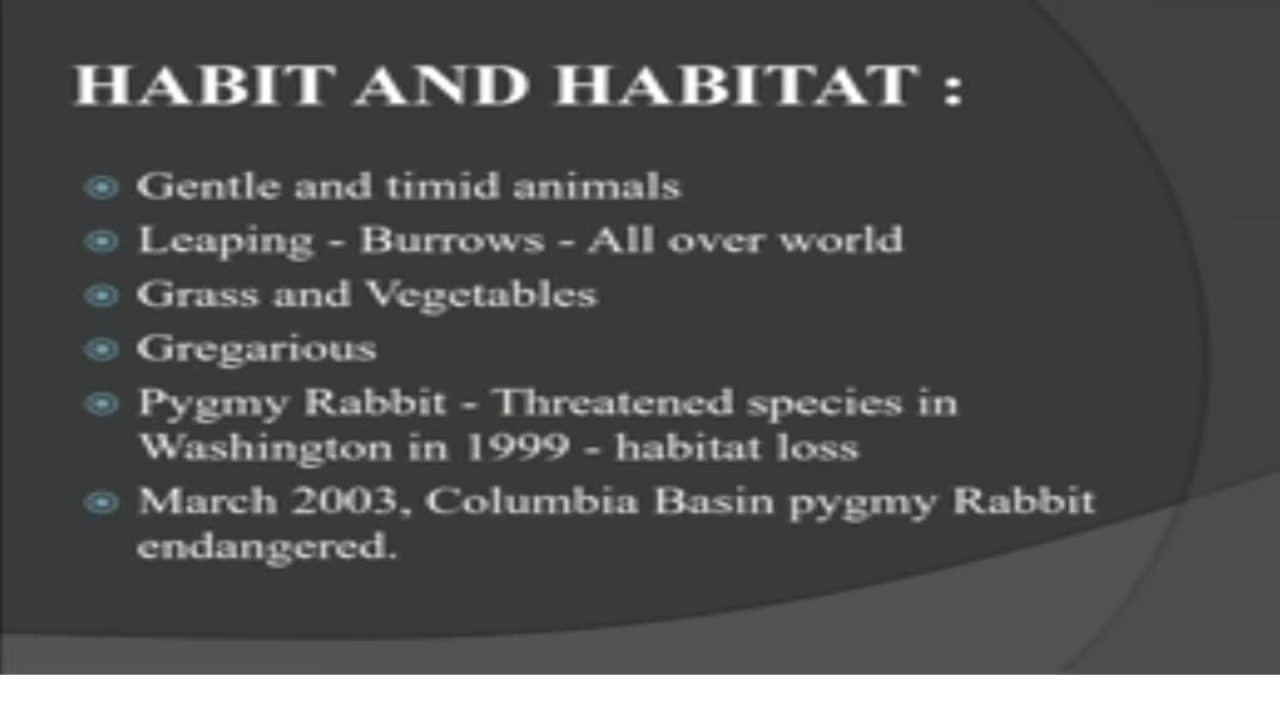 HABIT AND HABITAT :
Gentle and timid animals
Leaping - Burrows - All over world
Grass and Vegetables
Gregarious
Pygmy Rabbit - Threatened species in
Washington in 1999 - habitat loss
March 2003, Columbia Basin pygmy Rabbit
endangered.